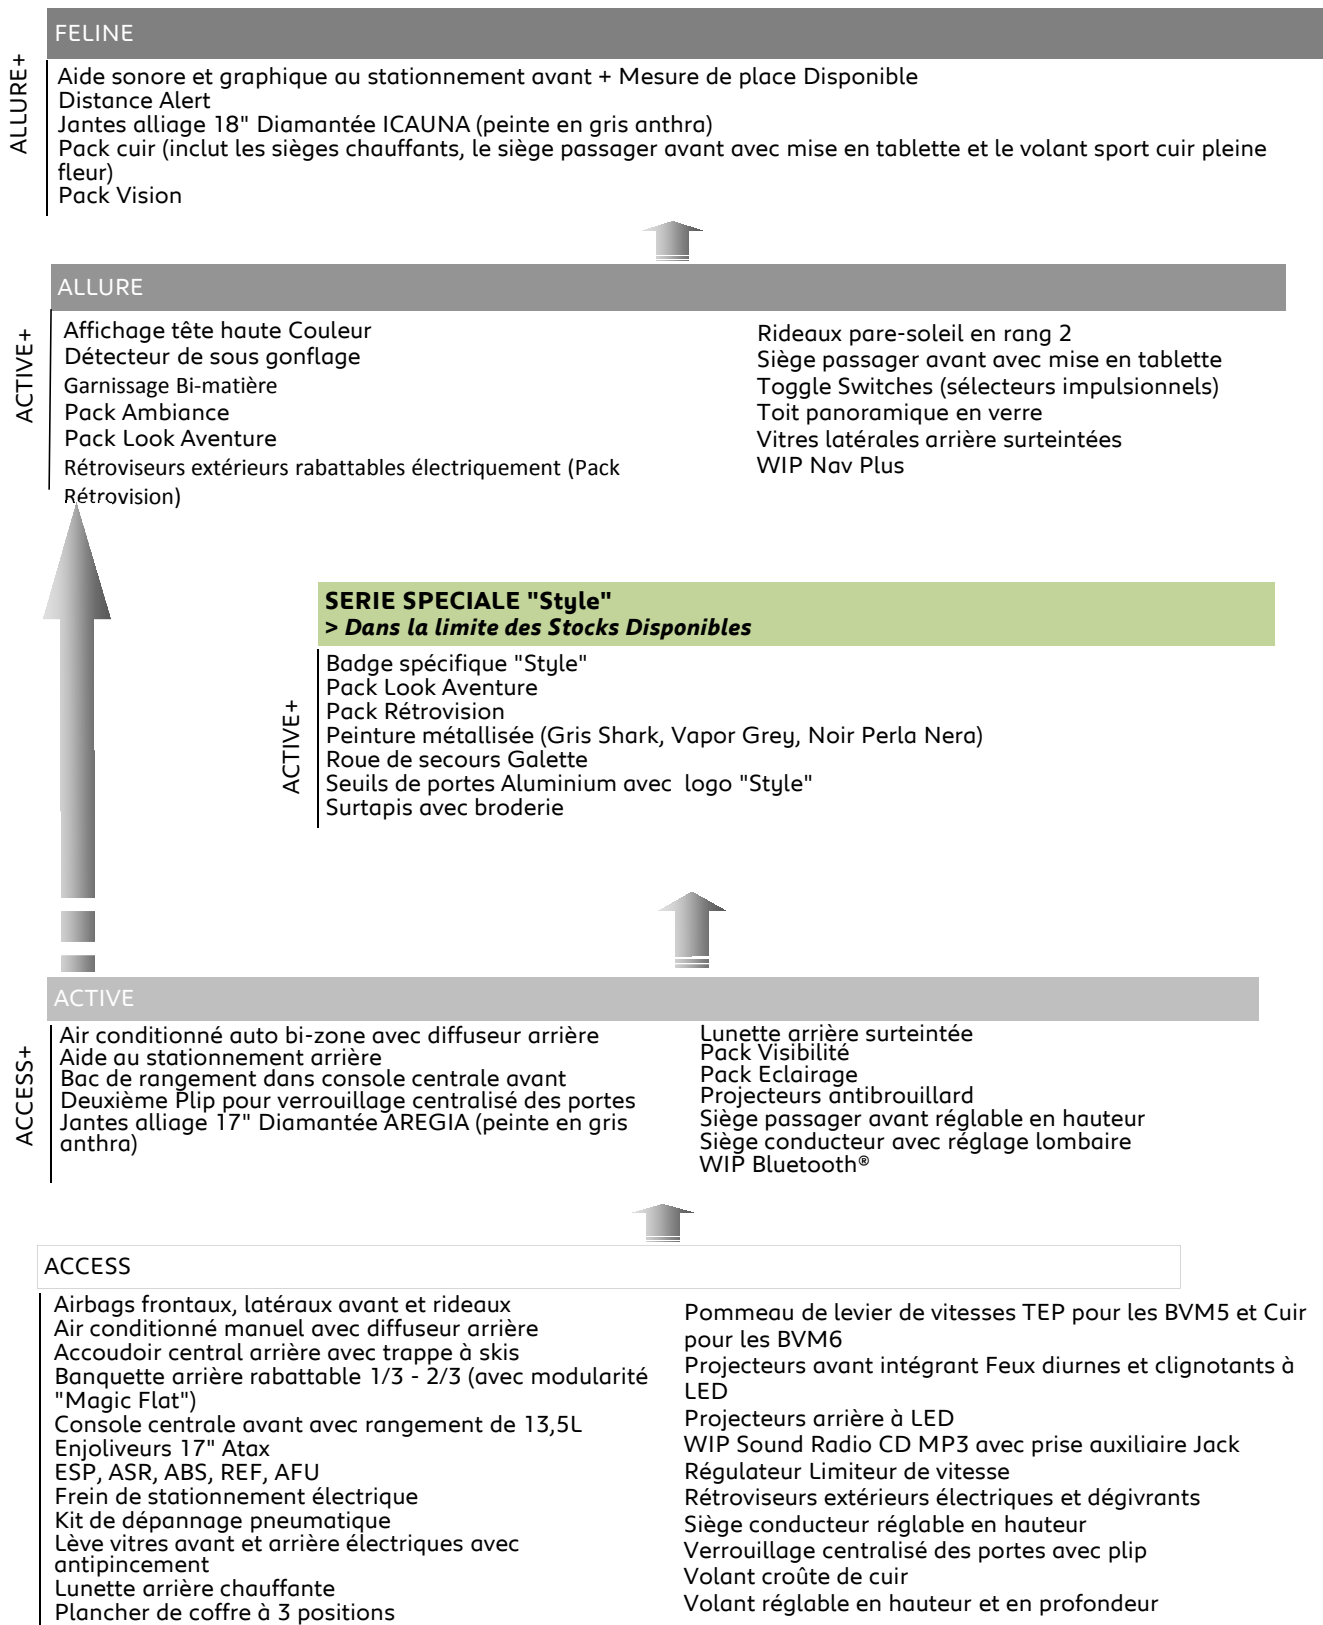 FELINE
ALLURE+
Aide sonore et graphique au stationnement avant + Mesure de place Disponible
Distance Alert
Jantes alliage 18" Diamantée ICAUNA (peinte en gris anthra)
Pack cuir (inclut les sièges chauffants, le siège passager avant avec mise en tablette et le volant sport cuir pleine
fleur)
Pack Vision
ALLURE
ACTIVE+
Affichage tête haute Couleur
Détecteur de sous gonflage
Garnissage Bi-matière
Pack Ambiance
Pack Look Aventure
Rétroviseurs extérieurs rabattables électriquement (Pack
Rétrovision)
Rideaux pare-soleil en rang 2
Siège passager avant avec mise en tablette
Toggle Switches (sélecteurs impulsionnels)
Toit panoramique en verre
Vitres latérales arrière surteintées
WIP Nav Plus
SERIE SPECIALE "Style"
> Dans la limite des Stocks Disponibles
ACTIVE+
Badge spécifique "Style"
Pack Look Aventure
Pack Rétrovision
Peinture métallisée (Gris Shark, Vapor Grey, Noir Perla Nera)
Roue de secours Galette
Seuils de portes Aluminium avec  logo "Style"
Surtapis avec broderie
ACTIVE
ACCESS+
Air conditionné auto bi-zone avec diffuseur arrière
Aide au stationnement arrière
Bac de rangement dans console centrale avant
Deuxième Plip pour verrouillage centralisé des portes
Jantes alliage 17" Diamantée AREGIA (peinte en gris
anthra)
Lunette arrière surteintée
Pack Visibilité
Pack Eclairage
Projecteurs antibrouillard
Siège passager avant réglable en hauteur
Siège conducteur avec réglage lombaire
WIP Bluetooth®
ACCESS
Airbags frontaux, latéraux avant et rideaux
Air conditionné manuel avec diffuseur arrière
Accoudoir central arrière avec trappe à skis
Banquette arrière rabattable 1/3 - 2/3 (avec modularité
"Magic Flat")
Console centrale avant avec rangement de 13,5L
Enjoliveurs 17" Atax
ESP, ASR, ABS, REF, AFU
Frein de stationnement électrique
Kit de dépannage pneumatique
Lève vitres avant et arrière électriques avec
antipincement
Lunette arrière chauffante
Plancher de coffre à 3 positions
Pommeau de levier de vitesses TEP pour les BVM5 et Cuir
pour les BVM6
Projecteurs avant intégrant Feux diurnes et clignotants à
LED
Projecteurs arrière à LED
WIP Sound Radio CD MP3 avec prise auxiliaire Jack
Régulateur Limiteur de vitesse
Rétroviseurs extérieurs électriques et dégivrants
Siège conducteur réglable en hauteur
Verrouillage centralisé des portes avec plip
Volant croûte de cuir
Volant réglable en hauteur et en profondeur